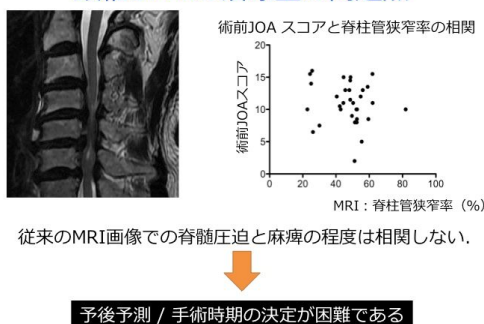 術前JOA スコアと脊柱管狭窄率の相関
術前JOAスコア
20
15
10
5
0
0 20 40 60 80 100
MRI：脊柱管狭窄率（%）
従来のMRI画像での脊髄圧迫と麻痺の程度は相関しない.
予後予測 / 手術時期の決定が困難である